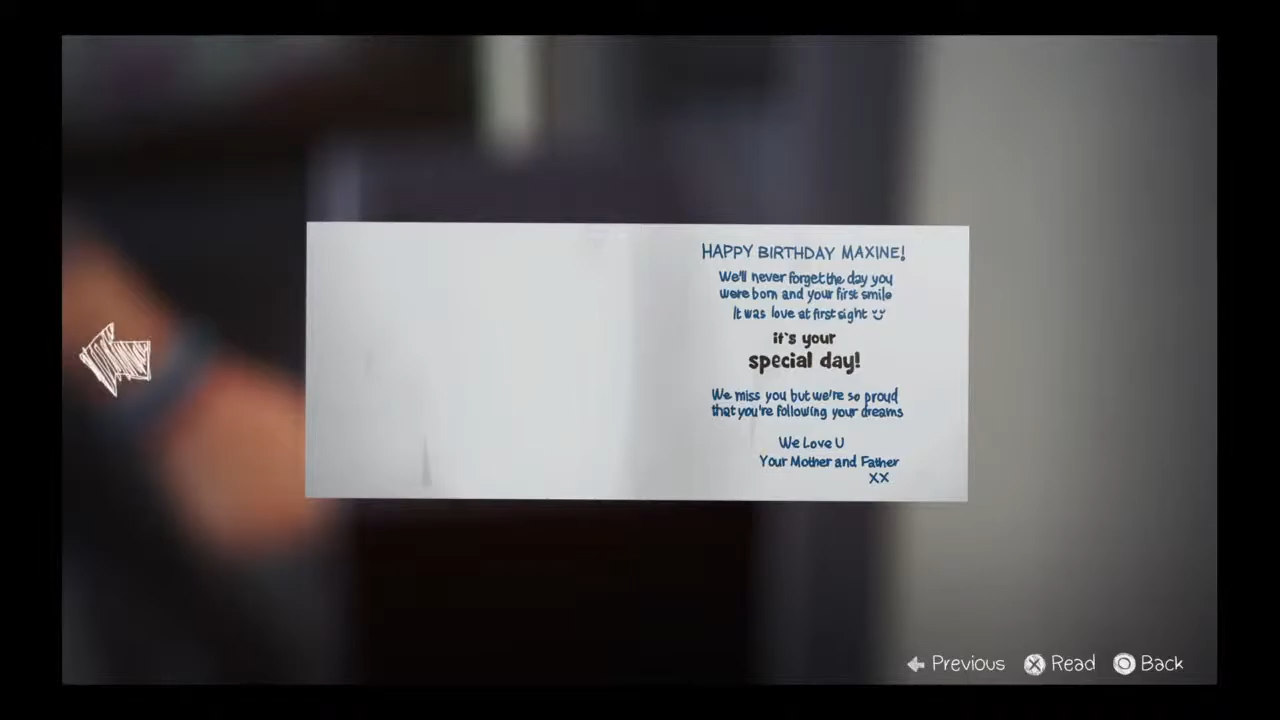 HAPPY BIRTHDAY MAXINE!
We'll never forget the day you
were born and your first smile
It was love at first sight
it's your
special day!
We miss you but we're so proud
that you're following your dreams
We Love U
Your Mother and Father
XX
Previous
Read
Back